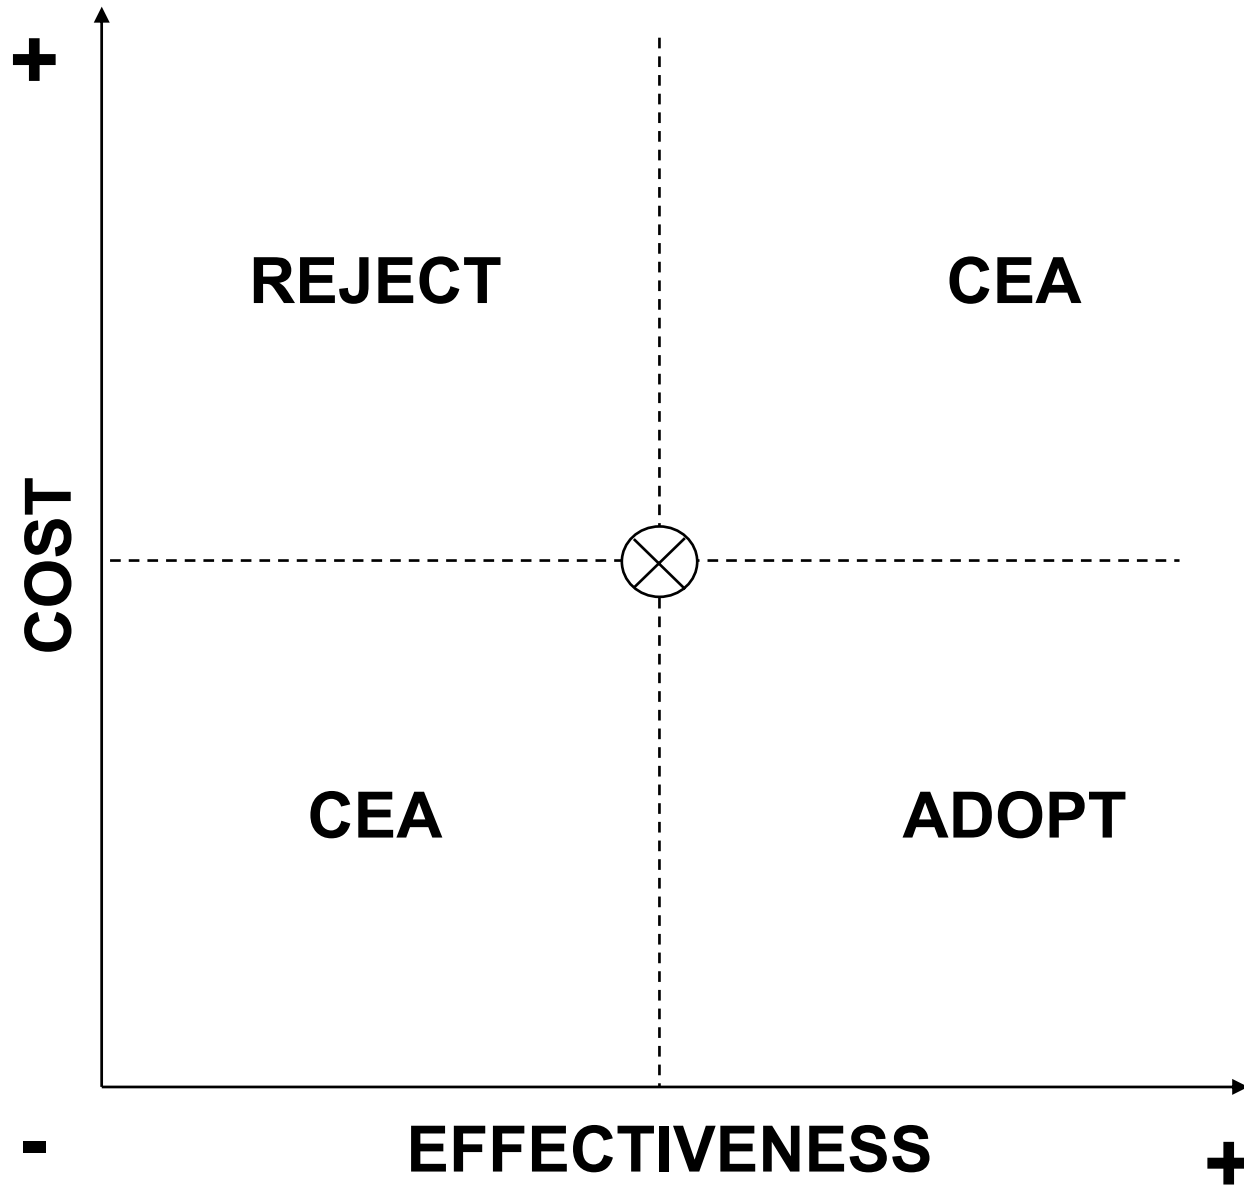 +
REJECT CEA
COST
CEA ADOPT
- EFFECTIVENESS +